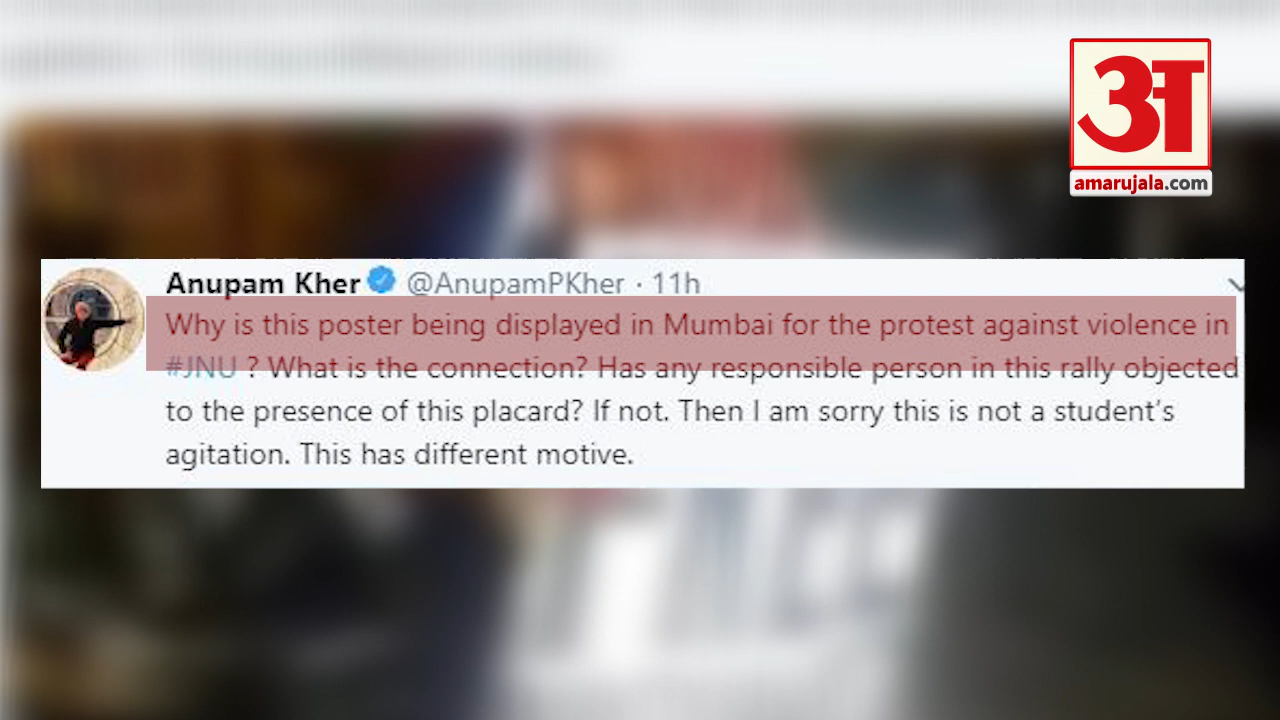 अ
amarujala.com
Anupam Kher @AnupamPKher · 11h
Why is this poster being displayed in Mumbai for the protest against violence in
#JNU ? What is the connection? Has any responsible person in this rally objected
to the presence of this placard? If not. Then I am sorry this is not a student's
agitation. This has different motive.